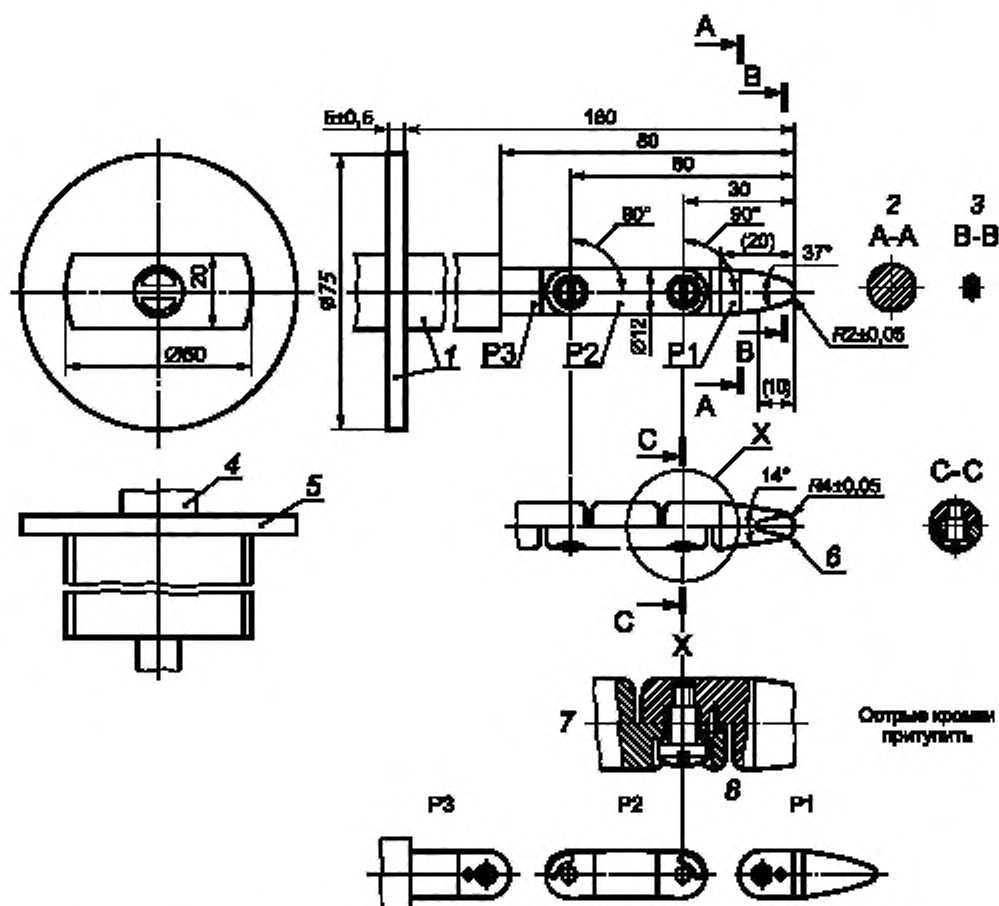 A
B
5±0,5
180
80
60
30
90°
90°
(20)
37°
2
A-A
3
B-B
Ø75
20
Ø50
Ø12
1
P3
P2
P1
B
R2±0,05
A
(10)
X
C
14°
R4±0,05
C-C
4
5
6
C
X
7
8
Острые кромки
притупить
P3
P2
P1